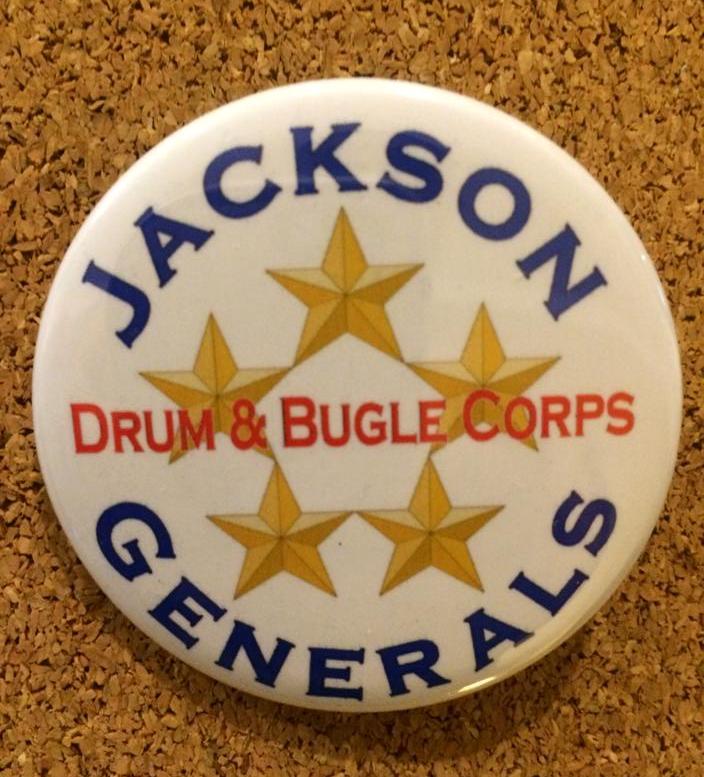 JACKSON
DRUM & BUGLE CORPS
GENERALS